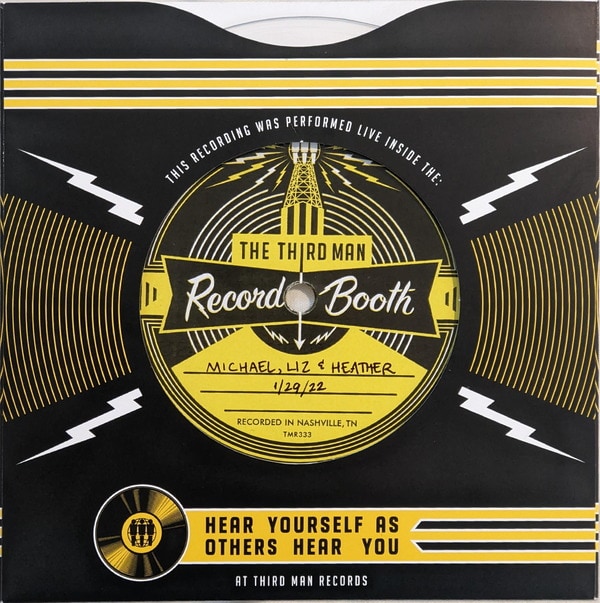 THIS RECORDING WAS PERFORMED LIVE INSIDE THE:
THE THIRD MAN
Record Booth
MICHAEL, LIZ & HEATHER
1/29/22
RECORDED IN NASHVILLE, TN
TMR333
HEAR YOURSELF AS
OTHERS HEAR YOU
AT THIRD MAN RECORDS